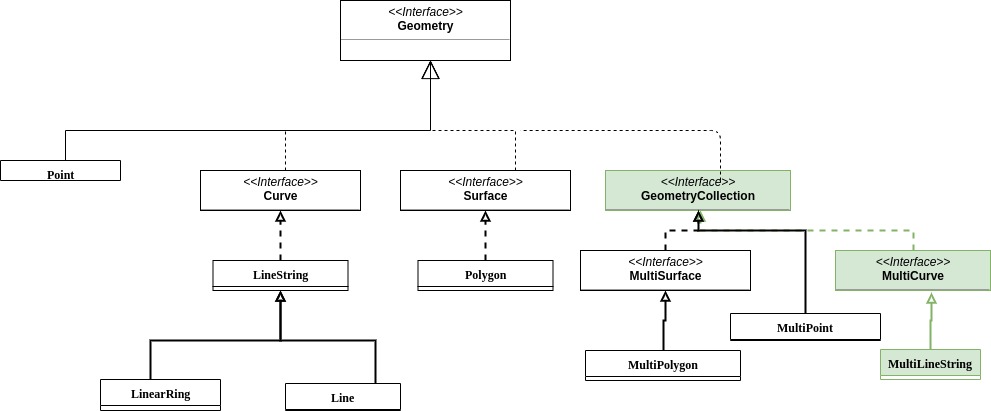 <<Interface>>
Geometry
Point
<<Interface>>
Curve
<<Interface>>
Surface
<<Interface>>
GeometryCollection
LineString
Polygon
<<Interface>>
MultiSurface
<<Interface>>
MultiCurve
MultiPoint
MultiPolygon
MultiLineString
LinearRing
Line